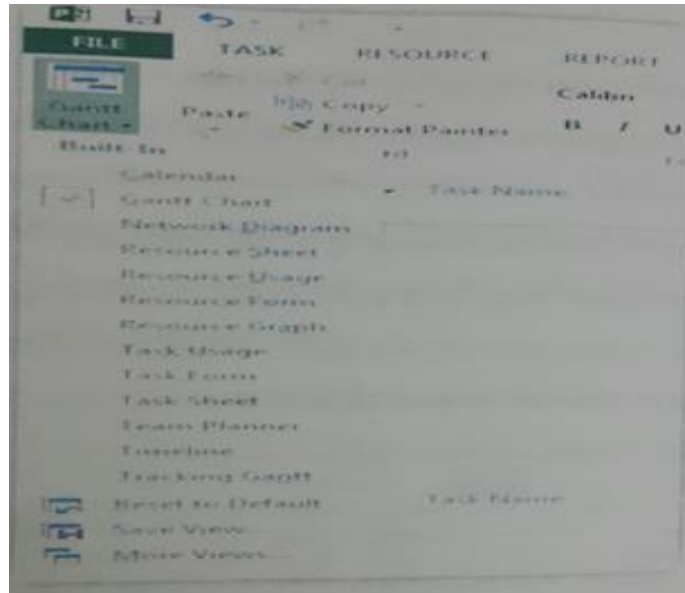 FILE TASK RESOURCE REPORT
Cut
Gantt Chart Paste Copy Calibri
Format Painter B I U
Built-In
Calendar Task Name
Gantt Chart
Network Diagram
Resource Sheet
Resource Usage
Resource Form
Resource Graph
Task Usage
Task Form
Task Sheet
Team Planner
Timeline
Tracking Gantt
Reset to Default Task Name
Save View...
More Views...